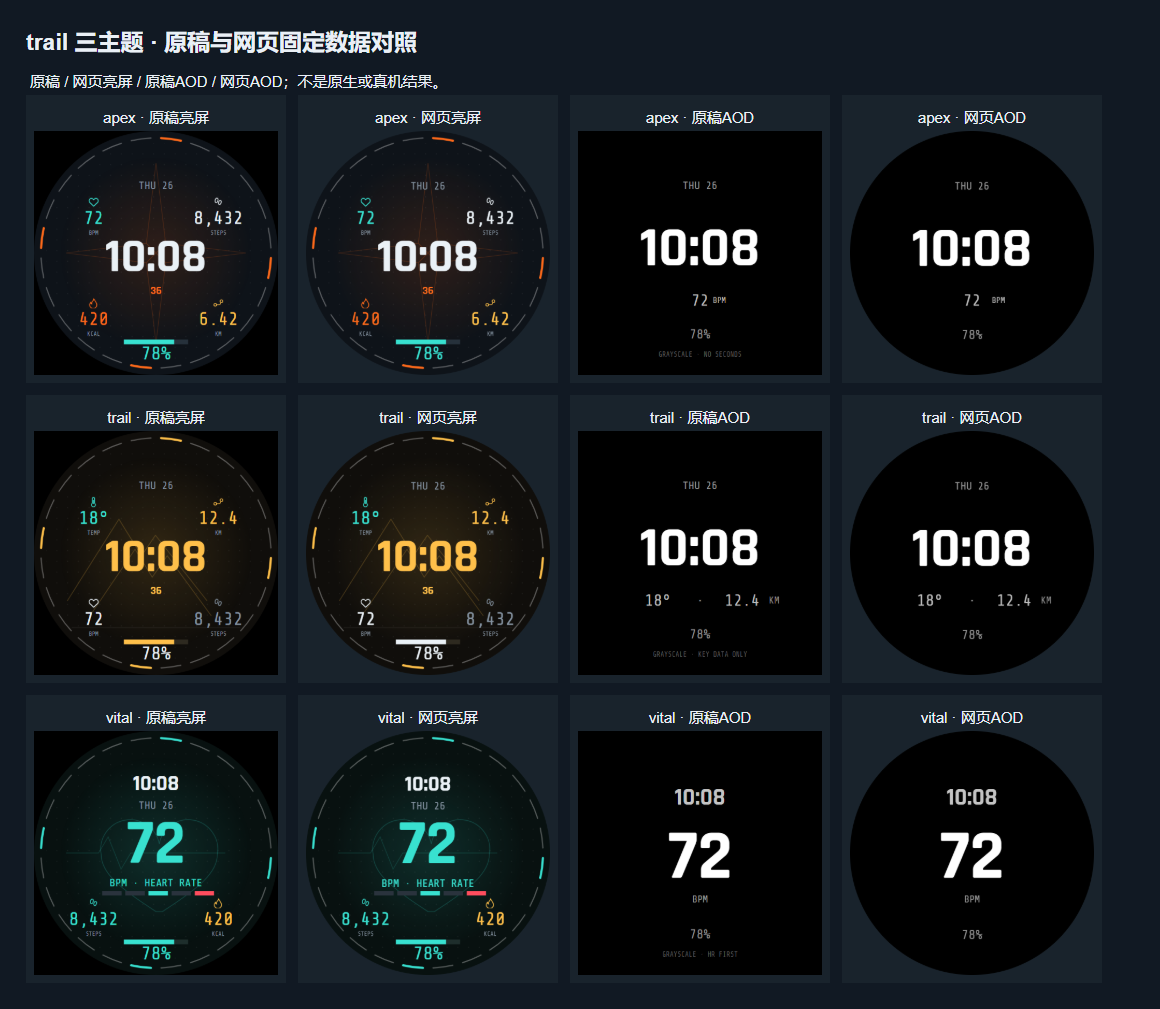 trail 三主题 · 原稿与网页固定数据对照
原稿 / 网页亮屏 / 原稿AOD / 网页AOD；不是原生或真机结果。
apex · 原稿亮屏
THU 26
72
BPM
8,432
STEPS
10:08
36
420
KCAL
6.42
KM
78%
apex · 网页亮屏
THU 26
72
BPM
8,432
STEPS
10:08
36
420
KCAL
6.42
KM
78%
apex · 原稿AOD
THU 26
10:08
72 BPM
78%
GRAYSCALE · NO SECONDS
apex · 网页AOD
THU 26
10:08
72 BPM
78%
trail · 原稿亮屏
THU 26
18°
TEMP
12.4
KM
10:08
36
72
BPM
8,432
STEPS
78%
trail · 网页亮屏
THU 26
18°
TEMP
12.4
KM
10:08
36
72
BPM
8,432
STEPS
78%
trail · 原稿AOD
THU 26
10:08
18° · 12.4 KM
78%
GRAYSCALE · KEY DATA ONLY
trail · 网页AOD
THU 26
10:08
18° · 12.4 KM
78%
vital · 原稿亮屏
10:08
THU 26
72
BPM · HEART RATE
8,432
STEPS
420
KCAL
78%
vital · 网页亮屏
10:08
THU 26
72
BPM · HEART RATE
8,432
STEPS
420
KCAL
78%
vital · 原稿AOD
10:08
72
BPM
78%
GRAYSCALE · HR FIRST
vital · 网页AOD
10:08
72
BPM
78%